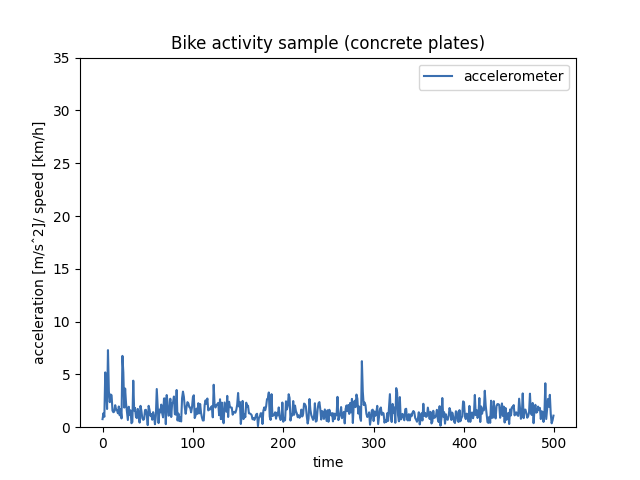 Bike activity sample (concrete plates)
accelerometer
acceleration [m/sˆ2]/ speed [km/h]
35
30
25
20
15
10
5
0
0 100 200 300 400 500
time